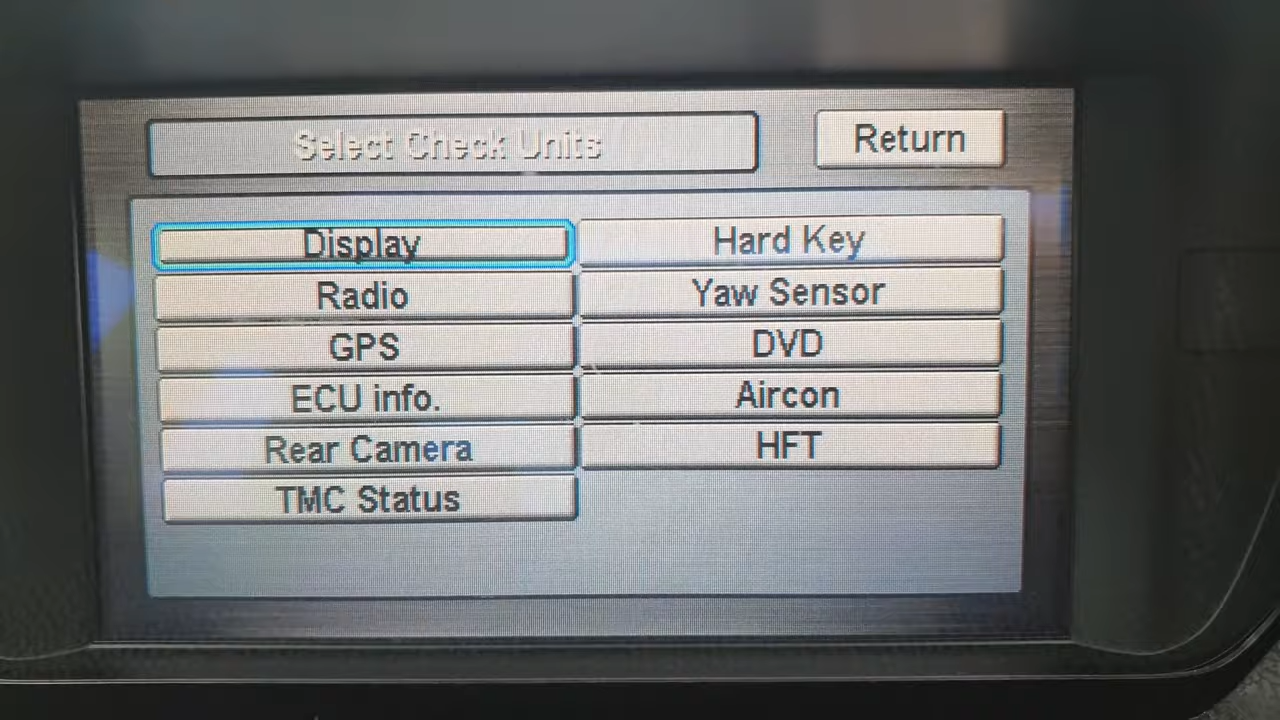 Select Check Units
Return
Display
Hard Key
Radio
Yaw Sensor
GPS
DVD
ECU info.
Aircon
Rear Camera
HFT
TMC Status